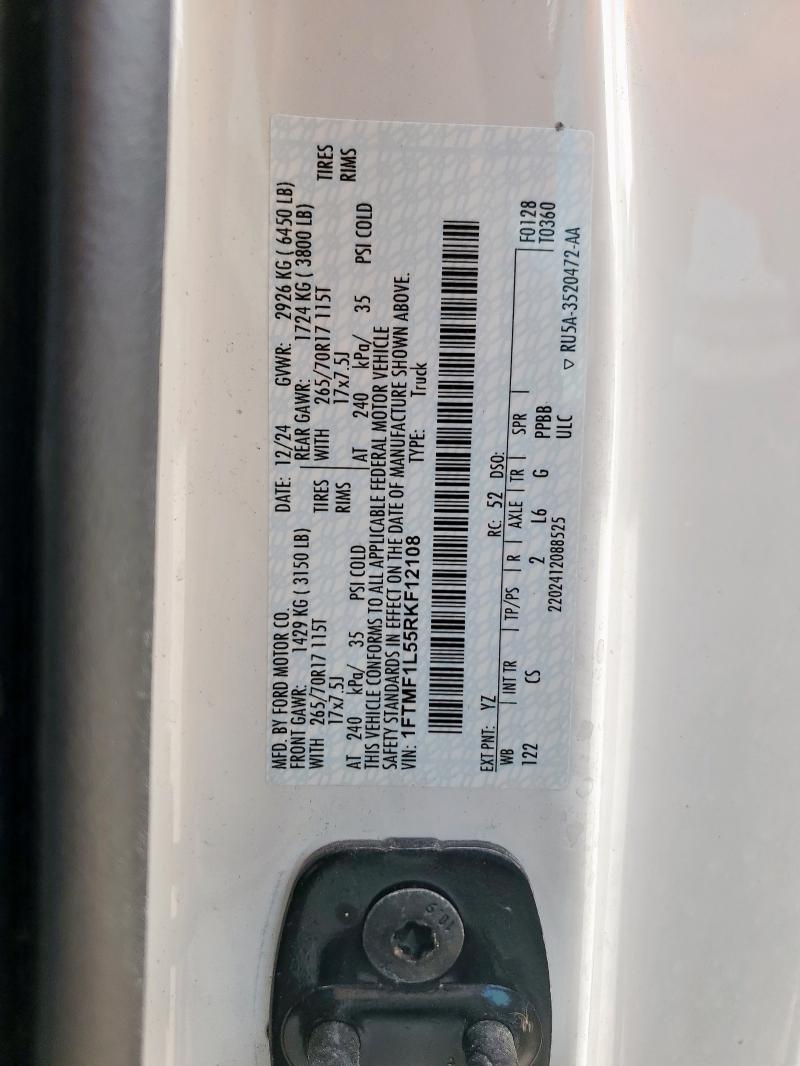 MFD. BY FORD MOTOR CO.
DATE: 12/24 GVWR: 2926 KG ( 6450 LB)
FRONT GAWR: 1429 KG ( 3150 LB) REAR GAWR: 1724 KG ( 3800 LB)
WITH 265/70R17 115T TIRES WITH 265/70R17 115T TIRES
17x7.5J RIMS 17x7.5J RIMS
AT 240 kPa/ 35 PSI COLD AT 240 kPa/ 35 PSI COLD
THIS VEHICLE CONFORMS TO ALL APPLICABLE FEDERAL MOTOR VEHICLE
SAFETY STANDARDS IN EFFECT ON THE DATE OF MANUFACTURE SHOWN ABOVE.
VIN: 1FTMF1L55RKF12108 TYPE: Truck
EXT PNT: YZ RC: 52 DSO:
WB INT TR TP/PS R AXLE TR SPR F0128
122 CS 2 L6 G PPBB T0360
2202412088525 ULC
▽ RU5A-3520472-AA
10.9